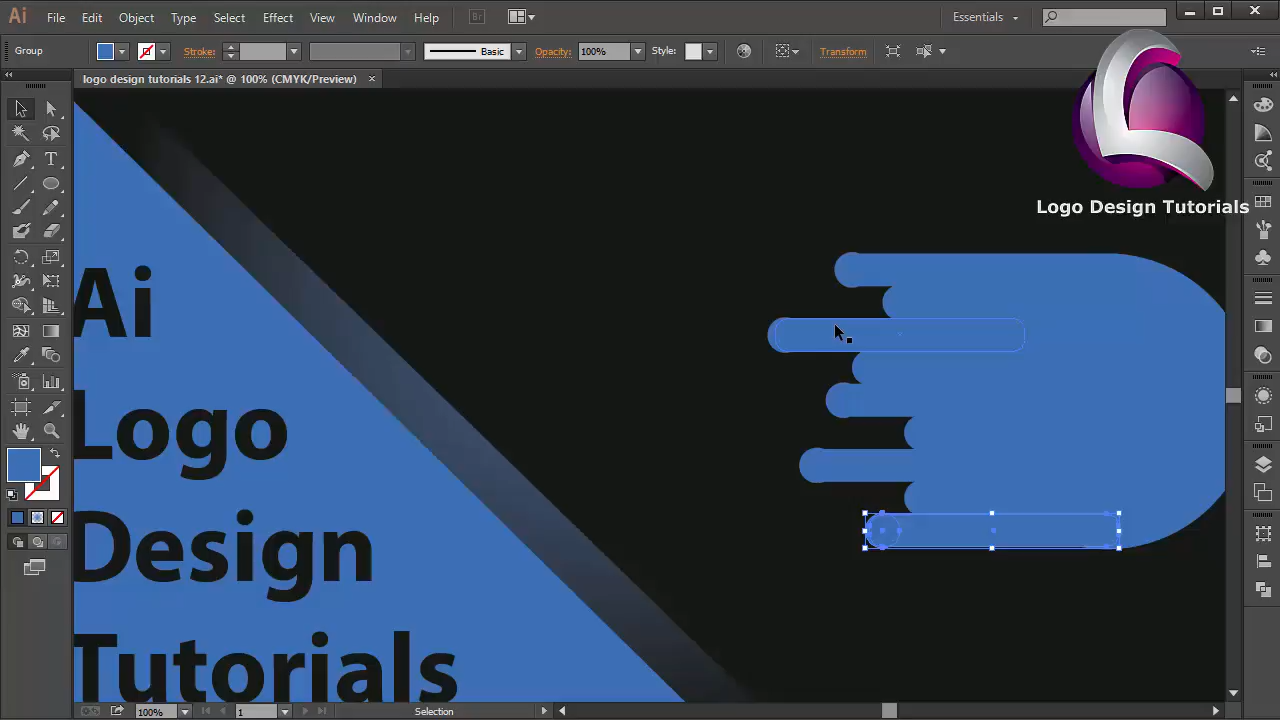 Ai File Edit Object Type Select Effect View Window Help Br Essentials
Group Stroke: Basic Opacity: 100% Style: Transform
logo design tutorials 12.ai* @ 100% (CMYK/Preview)
Logo Design Tutorials
Ai
Logo
Design
Tutorials
100% 1 Selection